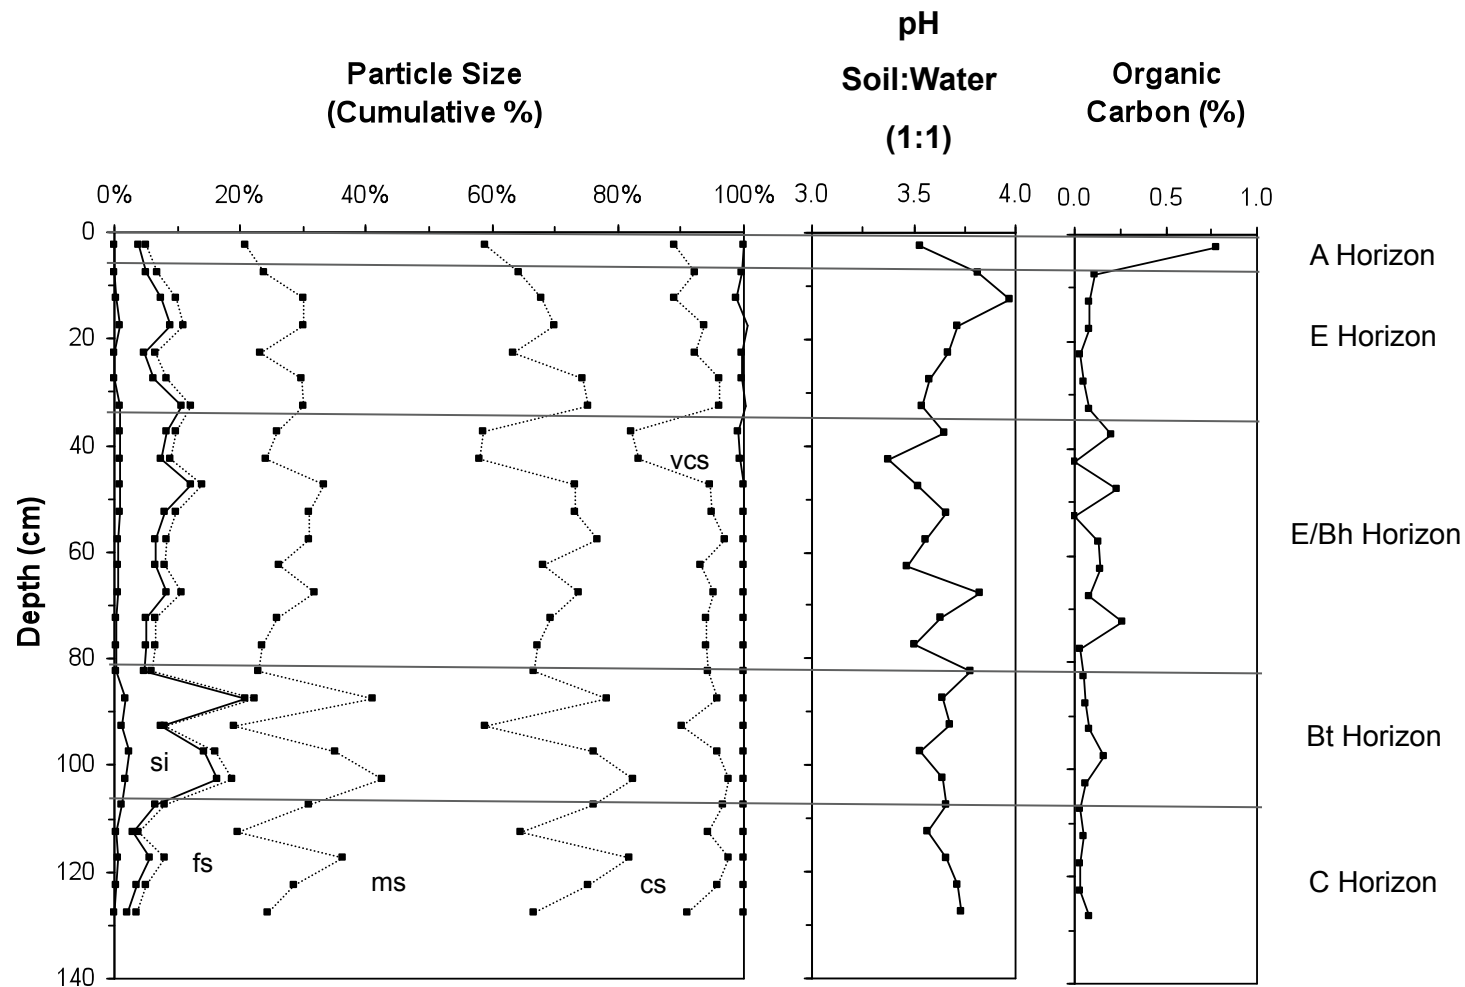 pH
Soil:Water
(1:1)
Particle Size
(Cumulative %)
Organic
Carbon (%)
0% 20% 40% 60% 80% 100%
3.0 3.5 4.0
0.0 0.5 1.0
Depth (cm)
0
20
40
60
80
100
120
140
vcs
si
fs
ms
cs
A Horizon
E Horizon
E/Bh Horizon
Bt Horizon
C Horizon